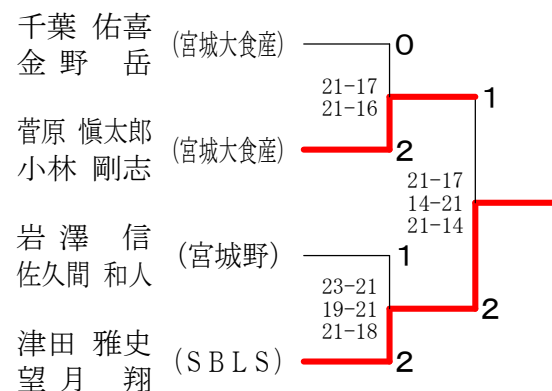 千葉 佑喜
金野 岳
(宮城大食産)
0
21-17
21-16
1
菅原 愼太郎
小林 剛志
(宮城大食産)
2
21-17
14-21
21-14
岩澤 信
佐久間 和人
(宮城野)
1
23-21
19-21
21-18
2
津田 雅史
望月 翔
(SBLS)
2